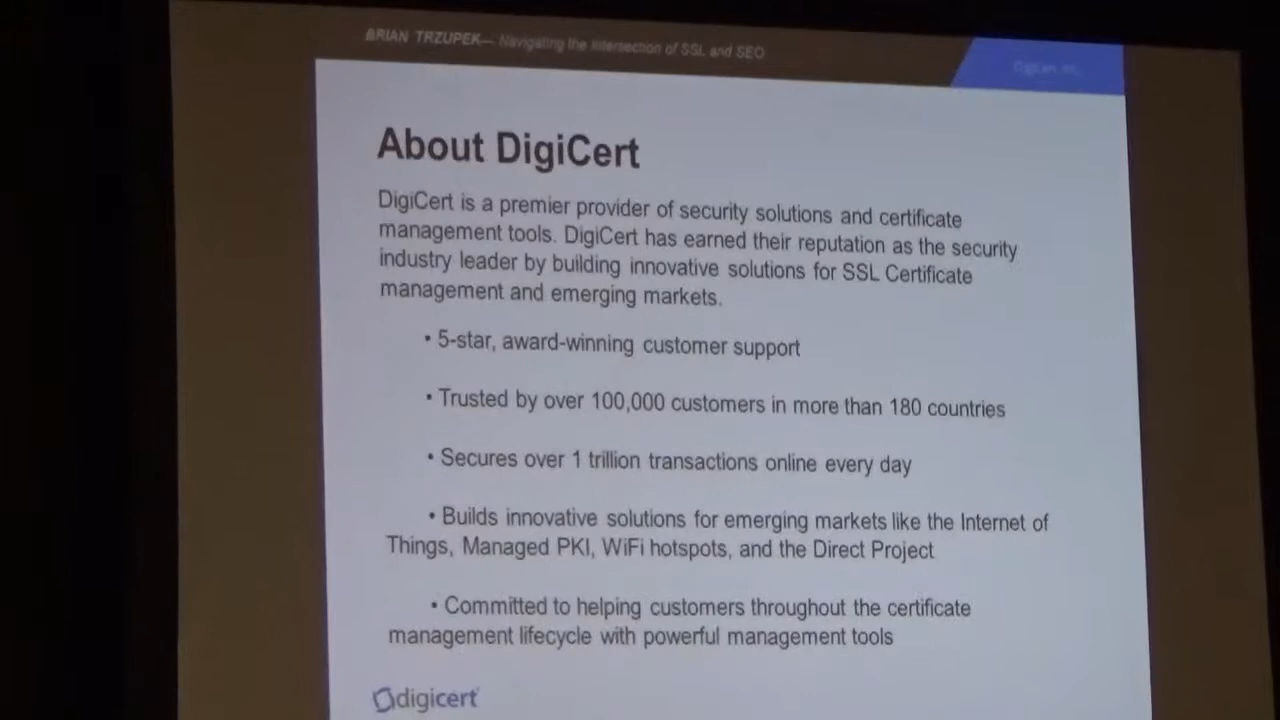 BRIAN TRZUPEK— Navigating the Intersection of SSL and SEO
About DigiCert
DigiCert is a premier provider of security solutions and certificate
management tools. DigiCert has earned their reputation as the security
industry leader by building innovative solutions for SSL Certificate
management and emerging markets.
• 5-star, award-winning customer support
• Trusted by over 100,000 customers in more than 180 countries
• Secures over 1 trillion transactions online every day
• Builds innovative solutions for emerging markets like the Internet of
Things, Managed PKI, WiFi hotspots, and the Direct Project
• Committed to helping customers throughout the certificate
management lifecycle with powerful management tools
digicert